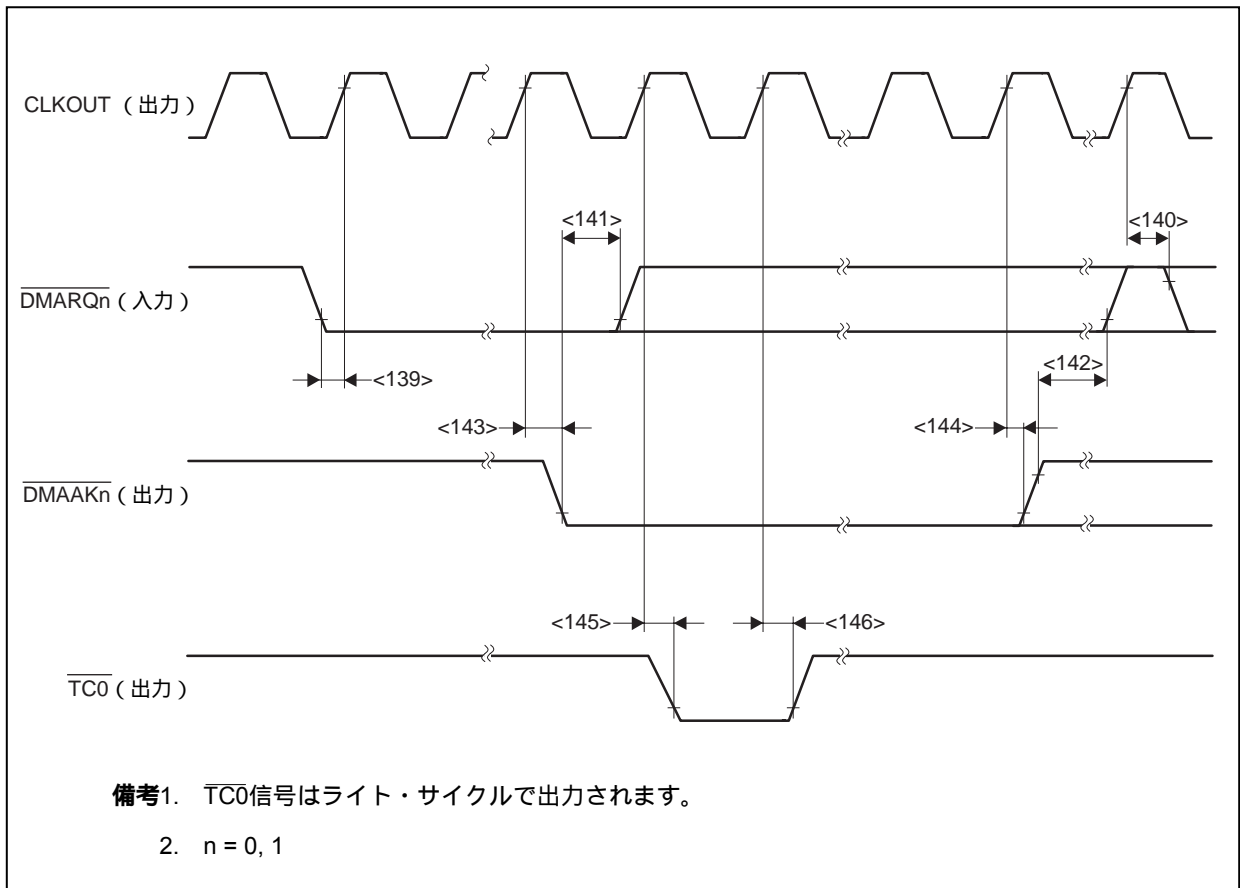 CLKOUT（出力）
<141>
<140>
DMARQn（入力）
<139>
<142>
<143>
<144>
DMAAKn（出力）
<145>
<146>
TC0（出力）
備考1. TC0信号はライト・サイクルで出力されます。
2. n = 0, 1